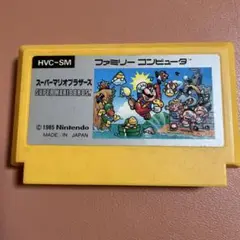 HVC-SM
ファミリー コンピュータ
スーパーマリオブラザーズ
SUPER MARIO BROS.
© 1985 Nintendo
MADE IN JAPAN